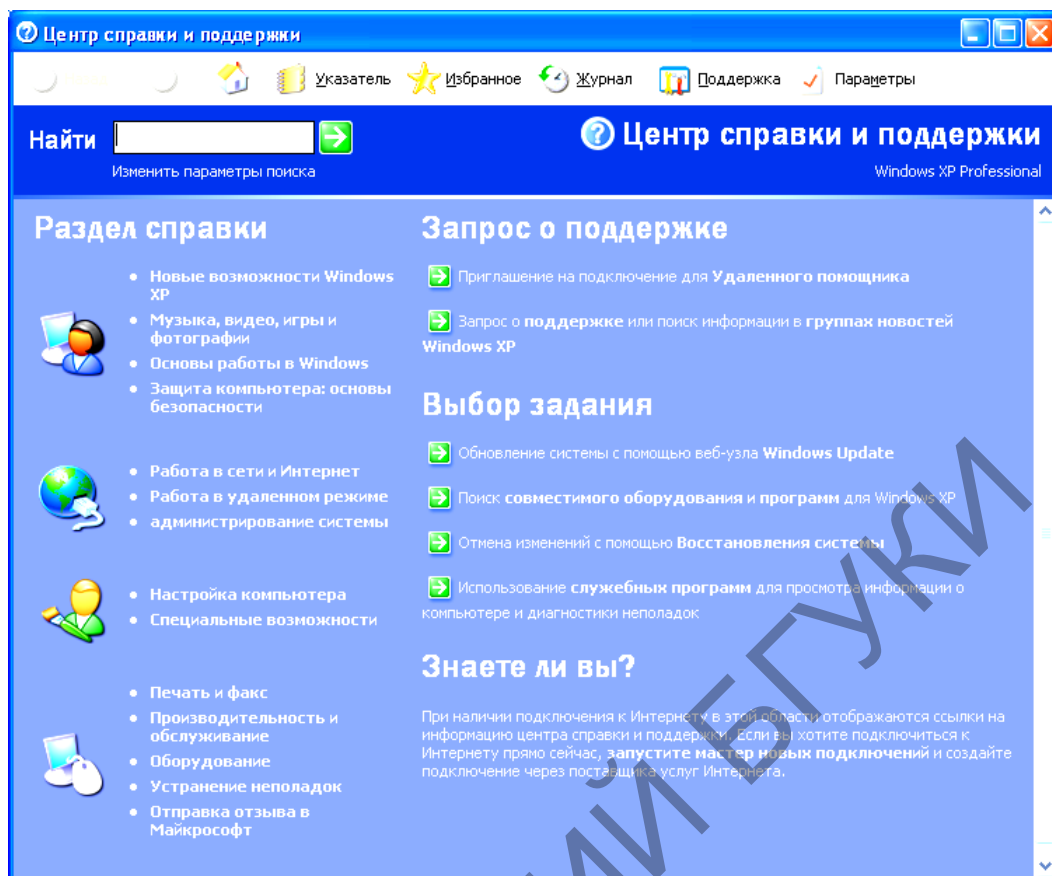 Центр справки и поддержки
Указатель Избранное Журнал Поддержка Параметры
Найти
Изменить параметры поиска
Центр справки и поддержки
Windows XP Professional
Раздел справки
Новые возможности Windows
XP
Музыка, видео, игры и
фотографии
Основы работы в Windows
Защита компьютера: основы
безопасности
Работа в сети и Интернет
Работа в удаленном режиме
администрирование системы
Настройка компьютера
Специальные возможности
Печать и факс
Производительность и
обслуживание
Оборудование
Устранение неполадок
Отправка отзыва в
Майкрософт
Запрос о поддержке
Приглашение на подключение для Удаленного помощника
Запрос о поддержке или поиск информации в группах новостей
Windows XP
Выбор задания
Обновление системы с помощью веб-узла Windows Update
Поиск совместимого оборудования и программ для Windows XP
Отмена изменений с помощью Восстановления системы
Использование служебных программ для просмотра информации о
компьютере и диагностики неполадок
Знаете ли вы?
При наличии подключения к Интернету в этой области отображаются ссылки на
информацию центра справки и поддержки. Если вы хотите подключиться к
Интернету прямо сейчас, запустите мастер новых подключений и создайте
подключение через поставщика услуг Интернета.
БГУКИ